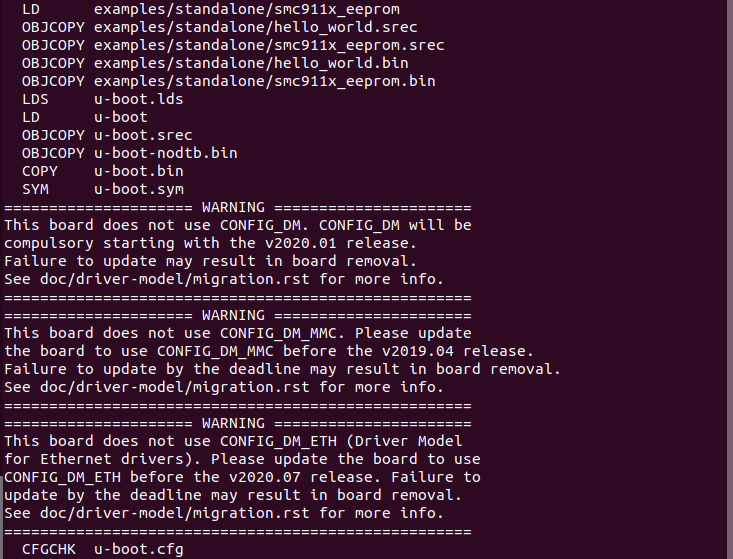 LD      examples/standalone/smc911x_eeprom
OBJCOPY examples/standalone/hello_world.srec
OBJCOPY examples/standalone/smc911x_eeprom.srec
OBJCOPY examples/standalone/hello_world.bin
OBJCOPY examples/standalone/smc911x_eeprom.bin
LDS     u-boot.lds
LD      u-boot
OBJCOPY u-boot.srec
OBJCOPY u-boot-nodtb.bin
COPY    u-boot.bin
SYM     u-boot.sym
===================== WARNING ======================
This board does not use CONFIG_DM. CONFIG_DM will be
compulsory starting with the v2020.01 release.
Failure to update may result in board removal.
See doc/driver-model/migration.rst for more info.
====================================================
===================== WARNING ======================
This board does not use CONFIG_DM_MMC. Please update
the board to use CONFIG_DM_MMC before the v2019.04 release.
Failure to update by the deadline may result in board removal.
See doc/driver-model/migration.rst for more info.
====================================================
===================== WARNING ======================
This board does not use CONFIG_DM_ETH (Driver Model
for Ethernet drivers). Please update the board to use
CONFIG_DM_ETH before the v2020.07 release. Failure to
update by the deadline may result in board removal.
See doc/driver-model/migration.rst for more info.
====================================================
CFGCHK  u-boot.cfg